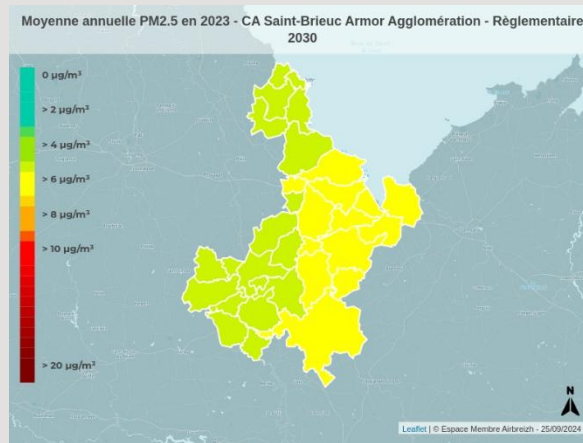 Moyenne annuelle PM2.5 en 2023 - CA Saint-Brieuc Armor Agglomération - Règlementaire
2030
0 µg/m³
> 2 µg/m³
> 4 µg/m³
> 6 µg/m³
> 8 µg/m³
> 10 µg/m³
> 20 µg/m³
N
Leaflet | © Espace Membre Airbreizh - 25/09/2024